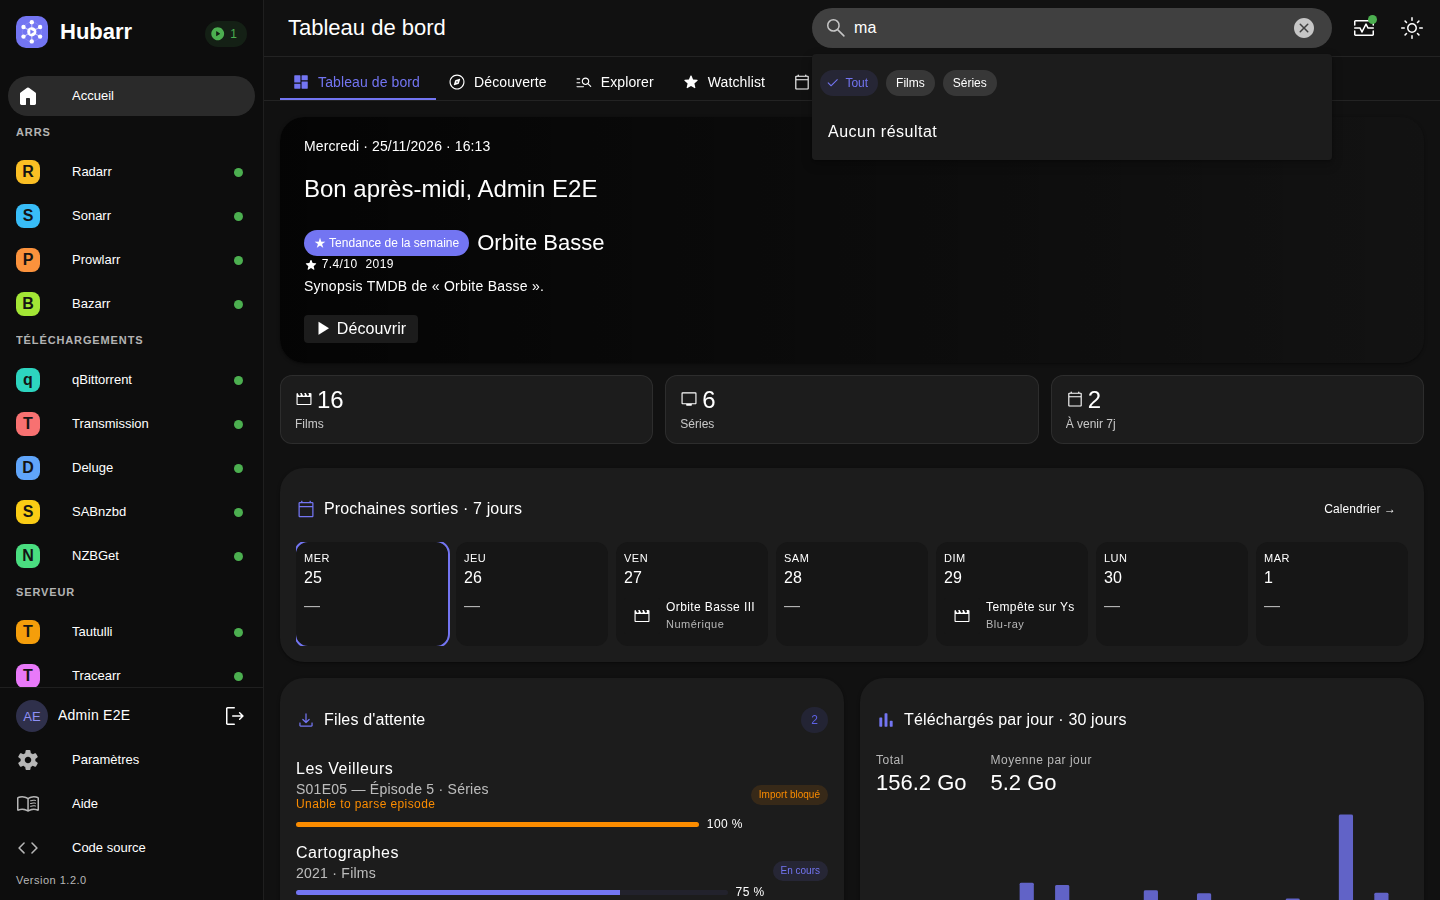 Hubarr
1
Accueil
ARRS
R Radarr
S Sonarr
P Prowlarr
B Bazarr
TÉLÉCHARGEMENTS
q qBittorrent
T Transmission
D Deluge
S SABnzbd
N NZBGet
SERVEUR
T Tautulli
T Tracearr
AE Admin E2E
Paramètres
Aide
Code source
Version 1.2.0
Tableau de bord
ma
Tableau de bord
Découverte
Explorer
Watchlist
Tout
Films
Séries
Aucun résultat
Mercredi · 25/11/2026 · 16:13
Bon après-midi, Admin E2E
Tendance de la semaine Orbite Basse
7.4/10 2019
Synopsis TMDB de « Orbite Basse ».
Découvrir
16
Films
6
Séries
2
À venir 7j
Prochaines sorties · 7 jours
Calendrier →
MER
25
—
JEU
26
—
VEN
27
Orbite Basse III
Numérique
SAM
28
—
DIM
29
Tempête sur Ys
Blu-ray
LUN
30
—
MAR
1
—
Files d'attente
2
Les Veilleurs
S01E05 — Épisode 5 · Séries
Unable to parse episode
Import bloqué
100 %
Cartographes
2021 · Films
En cours
75 %
Téléchargés par jour · 30 jours
Total
156.2 Go
Moyenne par jour
5.2 Go